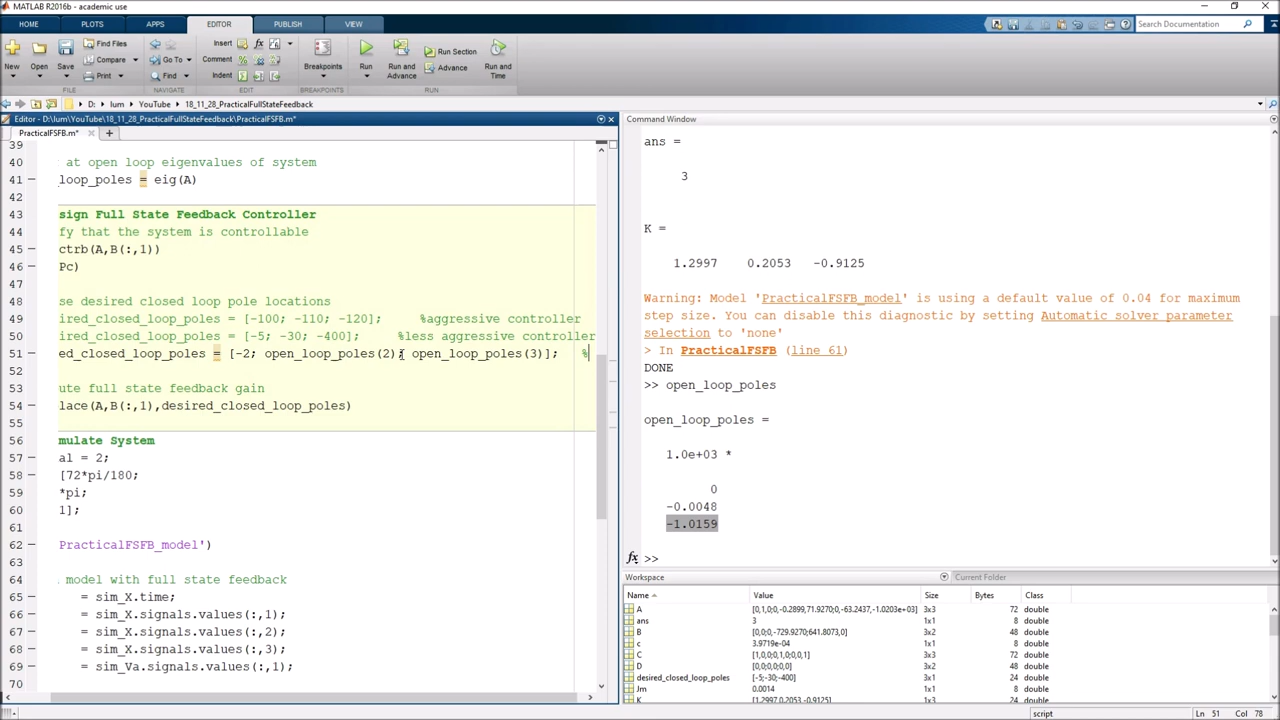 MATLAB R2016b - academic use
HOME PLOTS APPS EDITOR PUBLISH VIEW
Search Documentation
New Open Save Find Files Compare Print Go To Find Insert Comment Indent Breakpoints Run Run and Advance Run Section Advance Run and Time
FILE NAVIGATE EDIT BREAKPOINTS RUN
D: lum YouTube 18_11_28_PracticalFullStateFeedback
Editor - D:\lum\YouTube\18_11_28_PracticalFullStateFeedback\PracticalFSFB.m*
PracticalFSFB.m*
39
40 at open loop eigenvalues of system
41 loop_poles = eig(A)
42
43 sign Full State Feedback Controller
44 fy that the system is controllable
45 ctrb(A,B(:,1))
46 Pc)
47
48 se desired closed loop pole locations
49 ired_closed_loop_poles = [-100; -110; -120]; %aggressive controller
50 ired_closed_loop_poles = [-5; -30; -400]; %less aggressive controller
51 ed_closed_loop_poles = [-2; open_loop_poles(2); open_loop_poles(3)]; %
52
53 ute full state feedback gain
54 lace(A,B(:,1),desired_closed_loop_poles)
55
56 mulate System
57 al = 2;
58 [72*pi/180;
59 *pi;
60 1];
61
62 PracticalFSFB_model')
63
64 model with full state feedback
65 = sim_X.time;
66 = sim_X.signals.values(:,1);
67 = sim_X.signals.values(:,2);
68 = sim_X.signals.values(:,3);
69 = sim_Va.signals.values(:,1);
70
Command Window
ans =
3
K =
1.2997 0.2053 -0.9125
Warning: Model 'PracticalFSFB_model' is using a default value of 0.04 for maximum
step size. You can disable this diagnostic by setting Automatic solver parameter
selection to 'none'
> In PracticalFSFB (line 61)
DONE
>> open_loop_poles
open_loop_poles =
1.0e+03 *
0
-0.0048
-1.0159
fx >>
Workspace Current Folder
Name Value Size Bytes Class
A [0,1,0;0,-0.2899,71.9270;0,-63.2437,-1.0203e+03] 3x3 72 double
ans 3 1x1 8 double
B [0,0;0,-729.9270;641.8073,0] 3x2 48 double
c 3.9719e-04 1x1 8 double
C [1,0,0;0,1,0;0,0,1] 3x3 72 double
D [0,0;0,0;0,0] 3x2 48 double
desired_closed_loop_poles [-5;-30;-400] 3x1 24 double
Jm 0.0014 1x1 8 double
K [1.2997,0.2053,-0.9125] 1x3 24 double
script Ln 51 Col 78